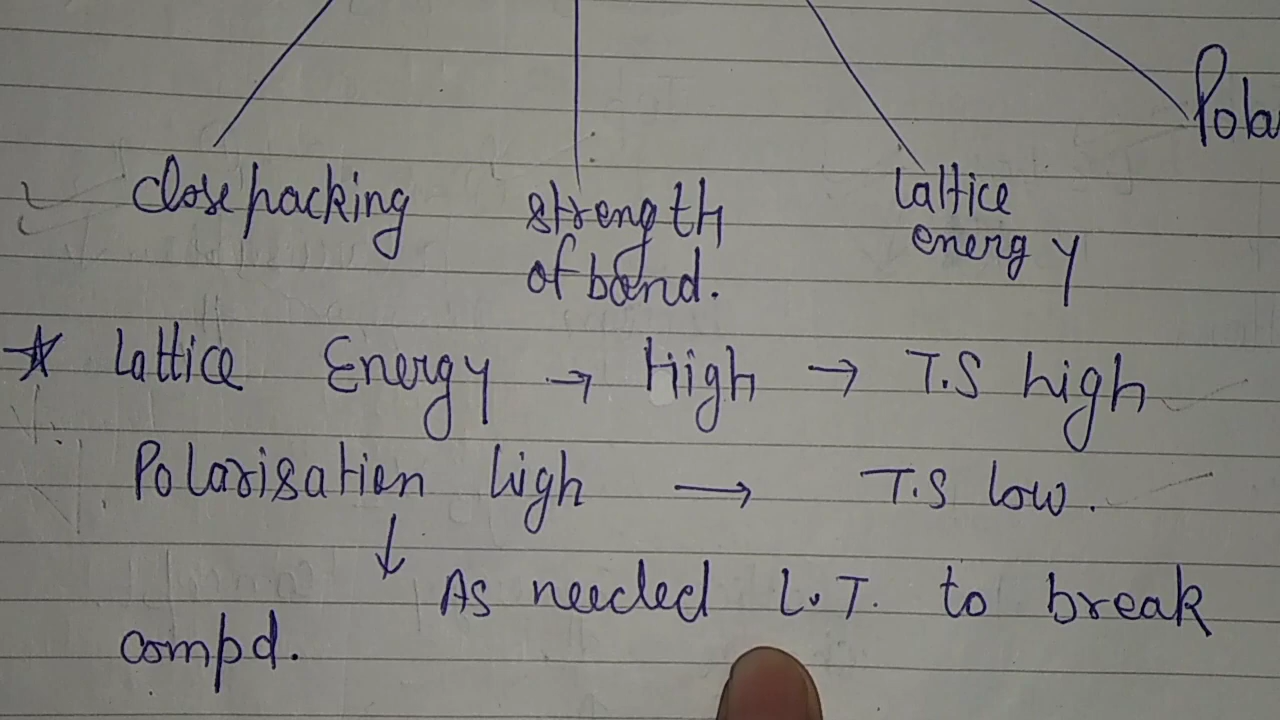 Pola
Close packing
strength
of bond.
Lattice
energy
☆ Lattice Energy → High → T.S high
Polarisation high → T.S low.
↓
As needed L.T. to break
compd.